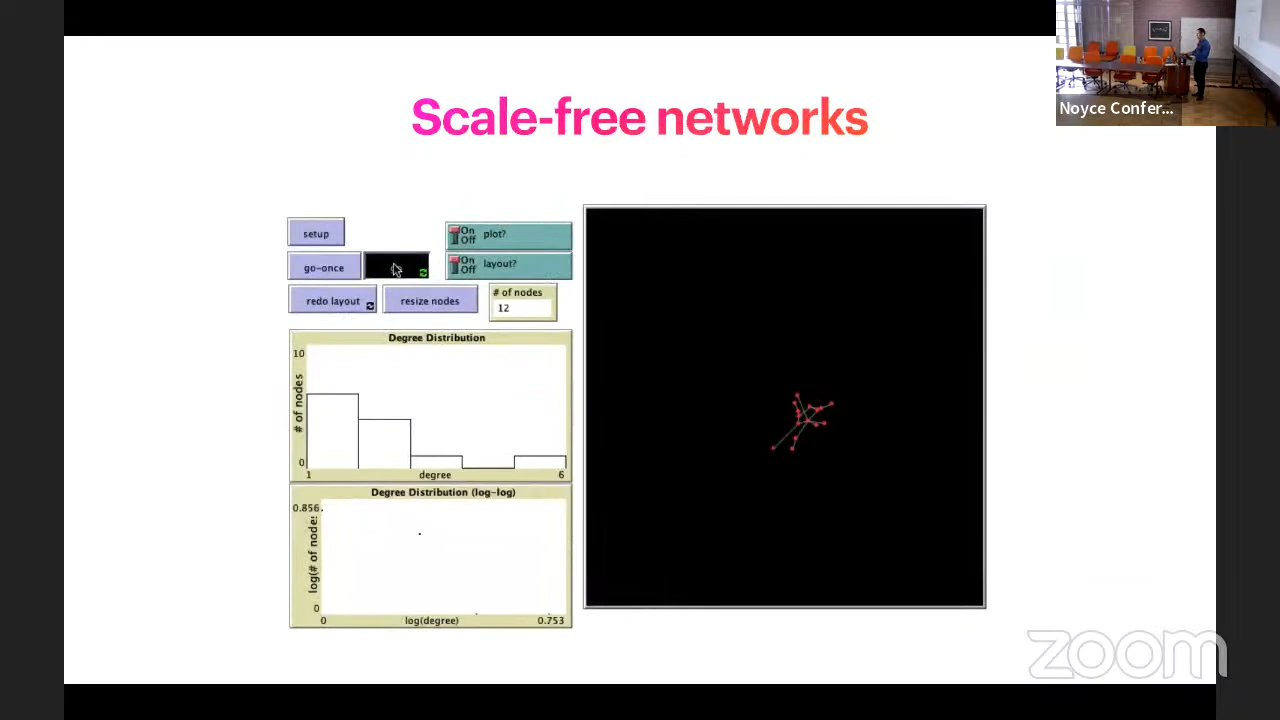 Noyce Confer...
Scale-free networks
setup
On
Off
plot?
go-once
On
Off
layout?
redo layout
resize nodes
# of nodes
12
Degree Distribution
10
# of nodes
0
1
degree
6
Degree Distribution (log-log)
0.856
log(# of nodes
0
0
log(degree)
0.753
zoom